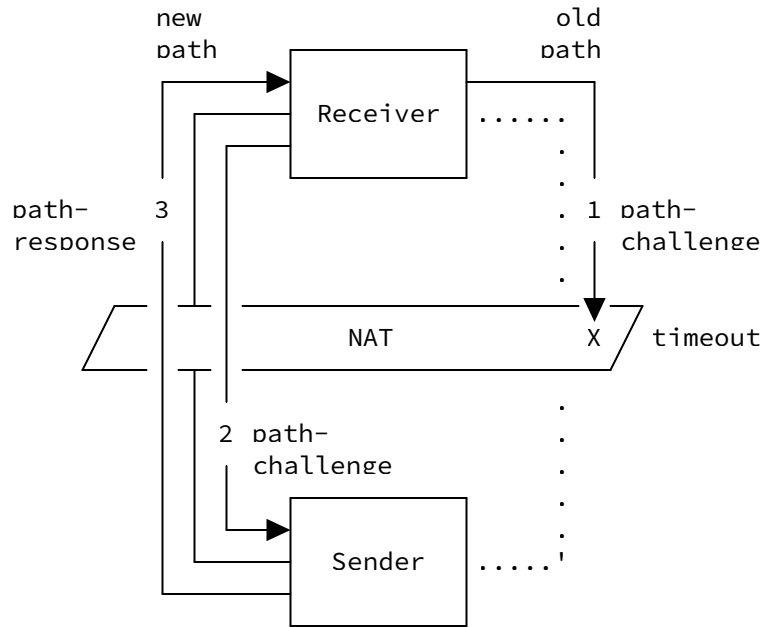 new
path
old
path
Receiver
path-
response
3
1
path-
challenge
NAT
X
timeout
2
path-
challenge
Sender